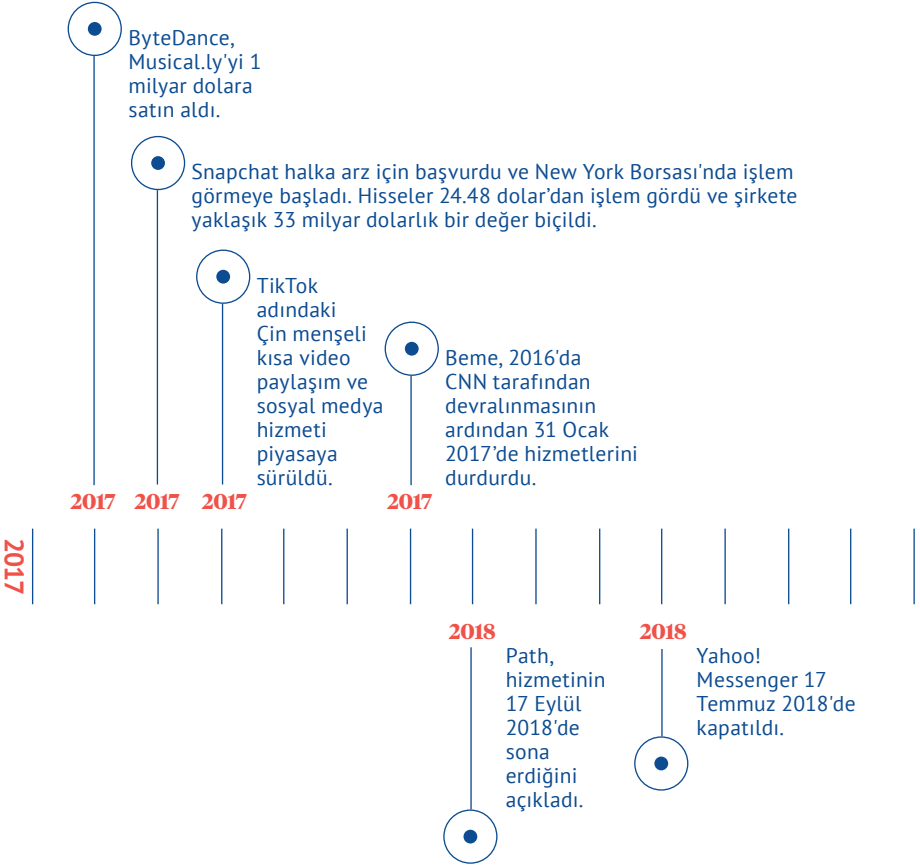 ByteDance,
Musical.ly'yi 1
milyar dolara
satın aldı.
Snapchat halka arz için başvurdu ve New York Borsası'nda işlem
görmeye başladı. Hisseler 24.48 dolar’dan işlem gördü ve şirkete
yaklaşık 33 milyar dolarlık bir değer biçildi.
TikTok
adındaki
Çin menşeli
kısa video
paylaşım ve
sosyal medya
hizmeti
piyasaya
sürüldü.
Beme, 2016'da
CNN tarafından
devralınmasının
ardından 31 Ocak
2017’de hizmetlerini
durdurdu.
2017 2017 2017 2017
2017
2018 2018
Path,
hizmetinin
17 Eylül
2018'de
sona
erdiğini
açıkladı.
Yahoo!
Messenger 17
Temmuz 2018'de
kapatıldı.